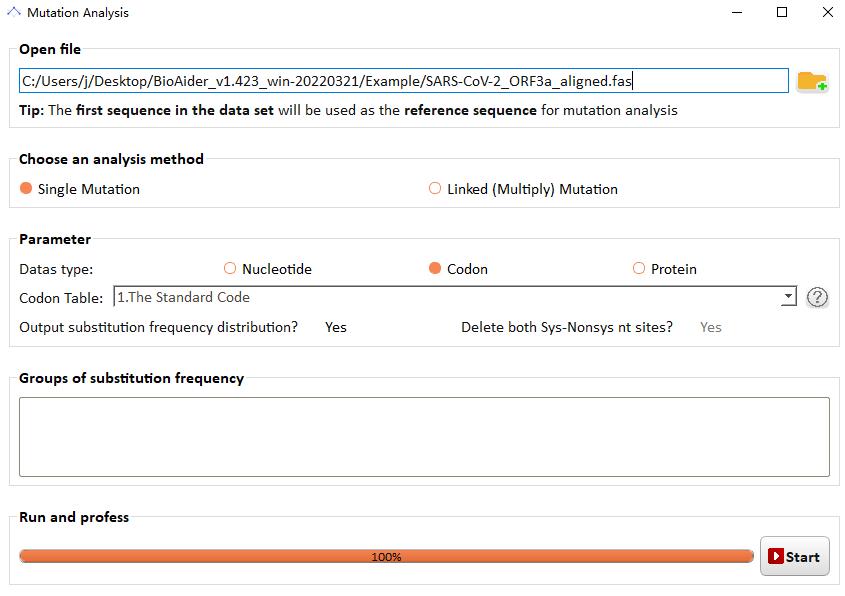 Mutation Analysis
Open file
C:/Users/j/Desktop/BioAider_v1.423_win-20220321/Example/SARS-CoV-2_ORF3a_aligned.fas
Tip: The first sequence in the data set will be used as the reference sequence for mutation analysis
Choose an analysis method
Single Mutation Linked (Multiply) Mutation
Parameter
Datas type: Nucleotide Codon Protein
Codon Table: 1.The Standard Code ?
Output substitution frequency distribution? Yes Delete both Sys-Nonsys nt sites? Yes
Groups of substitution frequency
Run and profess
100% Start